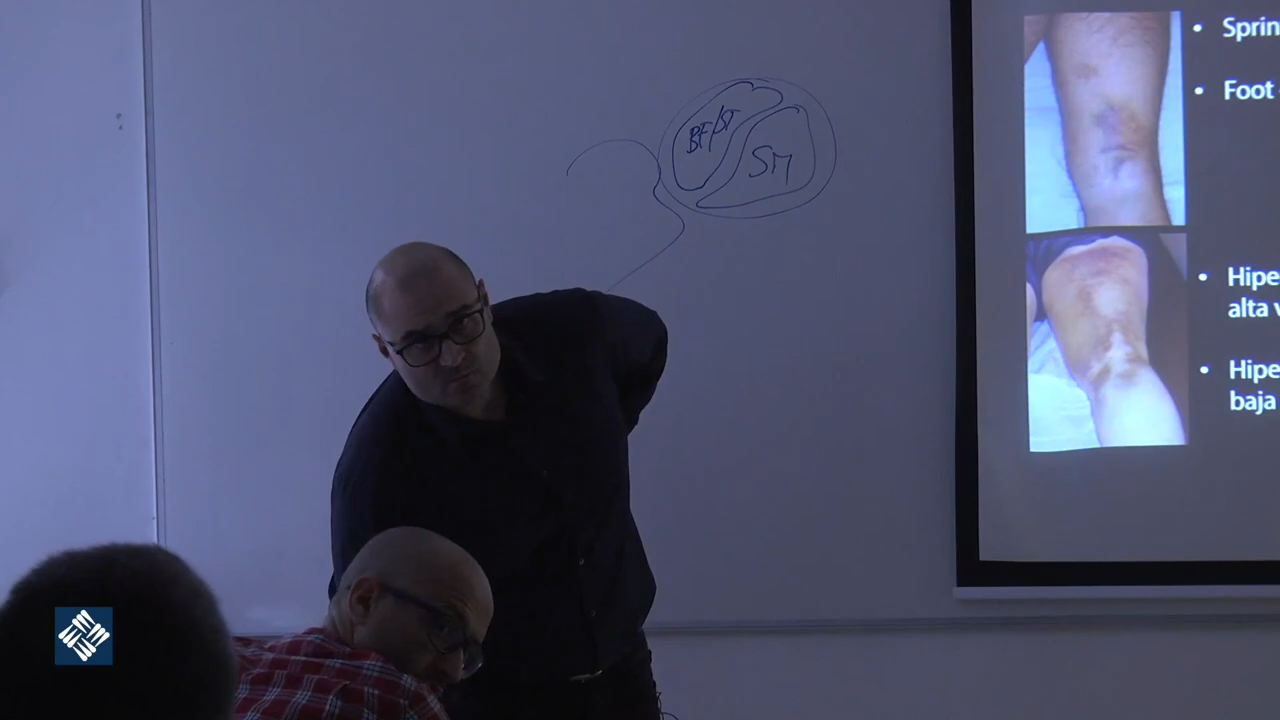 BF/ST
SM
• Sprin
• Foot
• Hipe
alta v
• Hipe
baja